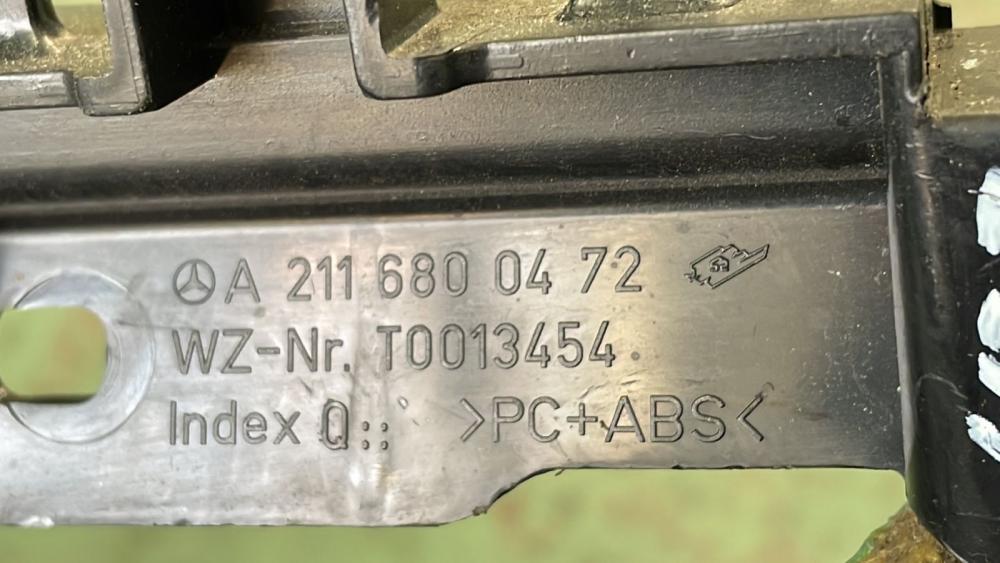 A 211 680 04 72
WZ-Nr. T0013454
Index Q:: >PC+ABS<